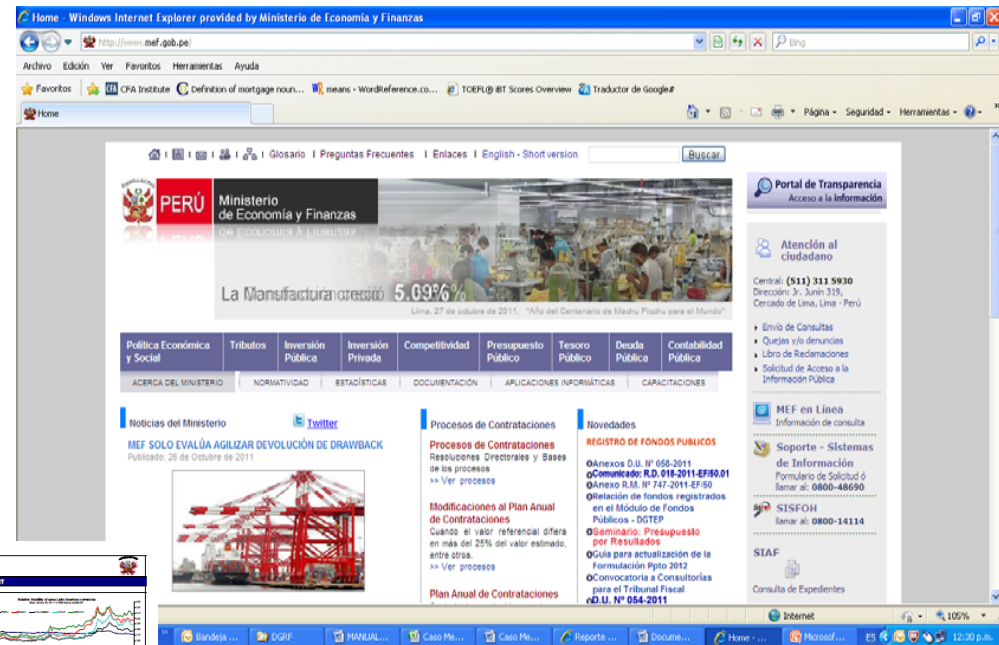 Home - Windows Internet Explorer provided by Ministerio de Economia y Finanzas
http://www.mef.gob.pe/
Bing
Archivo Edición Ver Favoritos Herramientas Ayuda
Favoritos CFA Institute Definition of mortgage noun... means - WordReference.co... TOEFL® iBT Scores Overview Traductor de Google#
Home
Página Seguridad Herramientas
Glosario I Preguntas Frecuentes I Enlaces I English - Short version
Buscar
PERÚ
Ministerio
de Economía y Finanzas
La Manufactura creció 5.69%
Lima, 27 de octubre de 2011, "Año del Centenario de Machu Picchu para el Mundo"
Política Económica y Social
Tributos
Inversión Pública
Inversión Privada
Competitividad
Presupuesto Público
Tesoro Público
Deuda Pública
Contabilidad Pública
ACERCA DEL MINISTERIO NORMATIVIDAD ESTADÍSTICAS DOCUMENTACIÓN APLICACIONES INFORMÁTICAS CAPACITACIONES
Noticias del Ministerio
Twitter
MEF SOLO EVALÚA AGILIZAR DEVOLUCIÓN DE DRAWBACK
Publicado: 26 de Octubre de 2011
Procesos de Contrataciones
Procesos de Contrataciones
Resoluciones Directorales y Bases
de los procesos
»» Ver procesos
Modificaciones al Plan Anual
de Contrataciones
Cuando el valor referencial difiera
en más del 25% del valor estimado,
entre otros.
»» Ver procesos
Plan Anual de Contrataciones
Novedades
REGISTRO DE FONDOS PUBLICOS
Anexos D.U. Nº 058-2011
Comunicado: R.D. 018-2011-EF/50.01
Anexo R.M. Nº 747-2011-EF/50
Relación de fondos registrados
en el Módulo de Fondos
Públicos - DGTEP
Seminario: Presupuesto
por Resultados
Guía para actualización de la
Formulación Ppto 2012
Convocatoria a Consultorías
para el Tribunal Fiscal
D.U. Nº 054-2011
Portal de Transparencia
Acceso a la información
Atención al
ciudadano
Central: (511) 311 5930
Dirección: Jr. Junín 319,
Cercado de Lima, Lima - Perú
Envío de Consultas
Quejas y/o denuncias
Libro de Reclamaciones
Solicitud de Acceso a la
Información Pública
MEF en Línea
Información de consulta
Soporte - Sistemas
de Información
Formulario de Solicitud ó
llamar al: 0800-48690
SISFOH
llamar al: 0800-14114
SIAF
Consulta de Expedientes
Internet
105%
Bandeja ... DGRF MANUAL... Caso Me... Caso Me... Reporte ... Docume... Home - ... Microsof... ES 12:30 p.m.